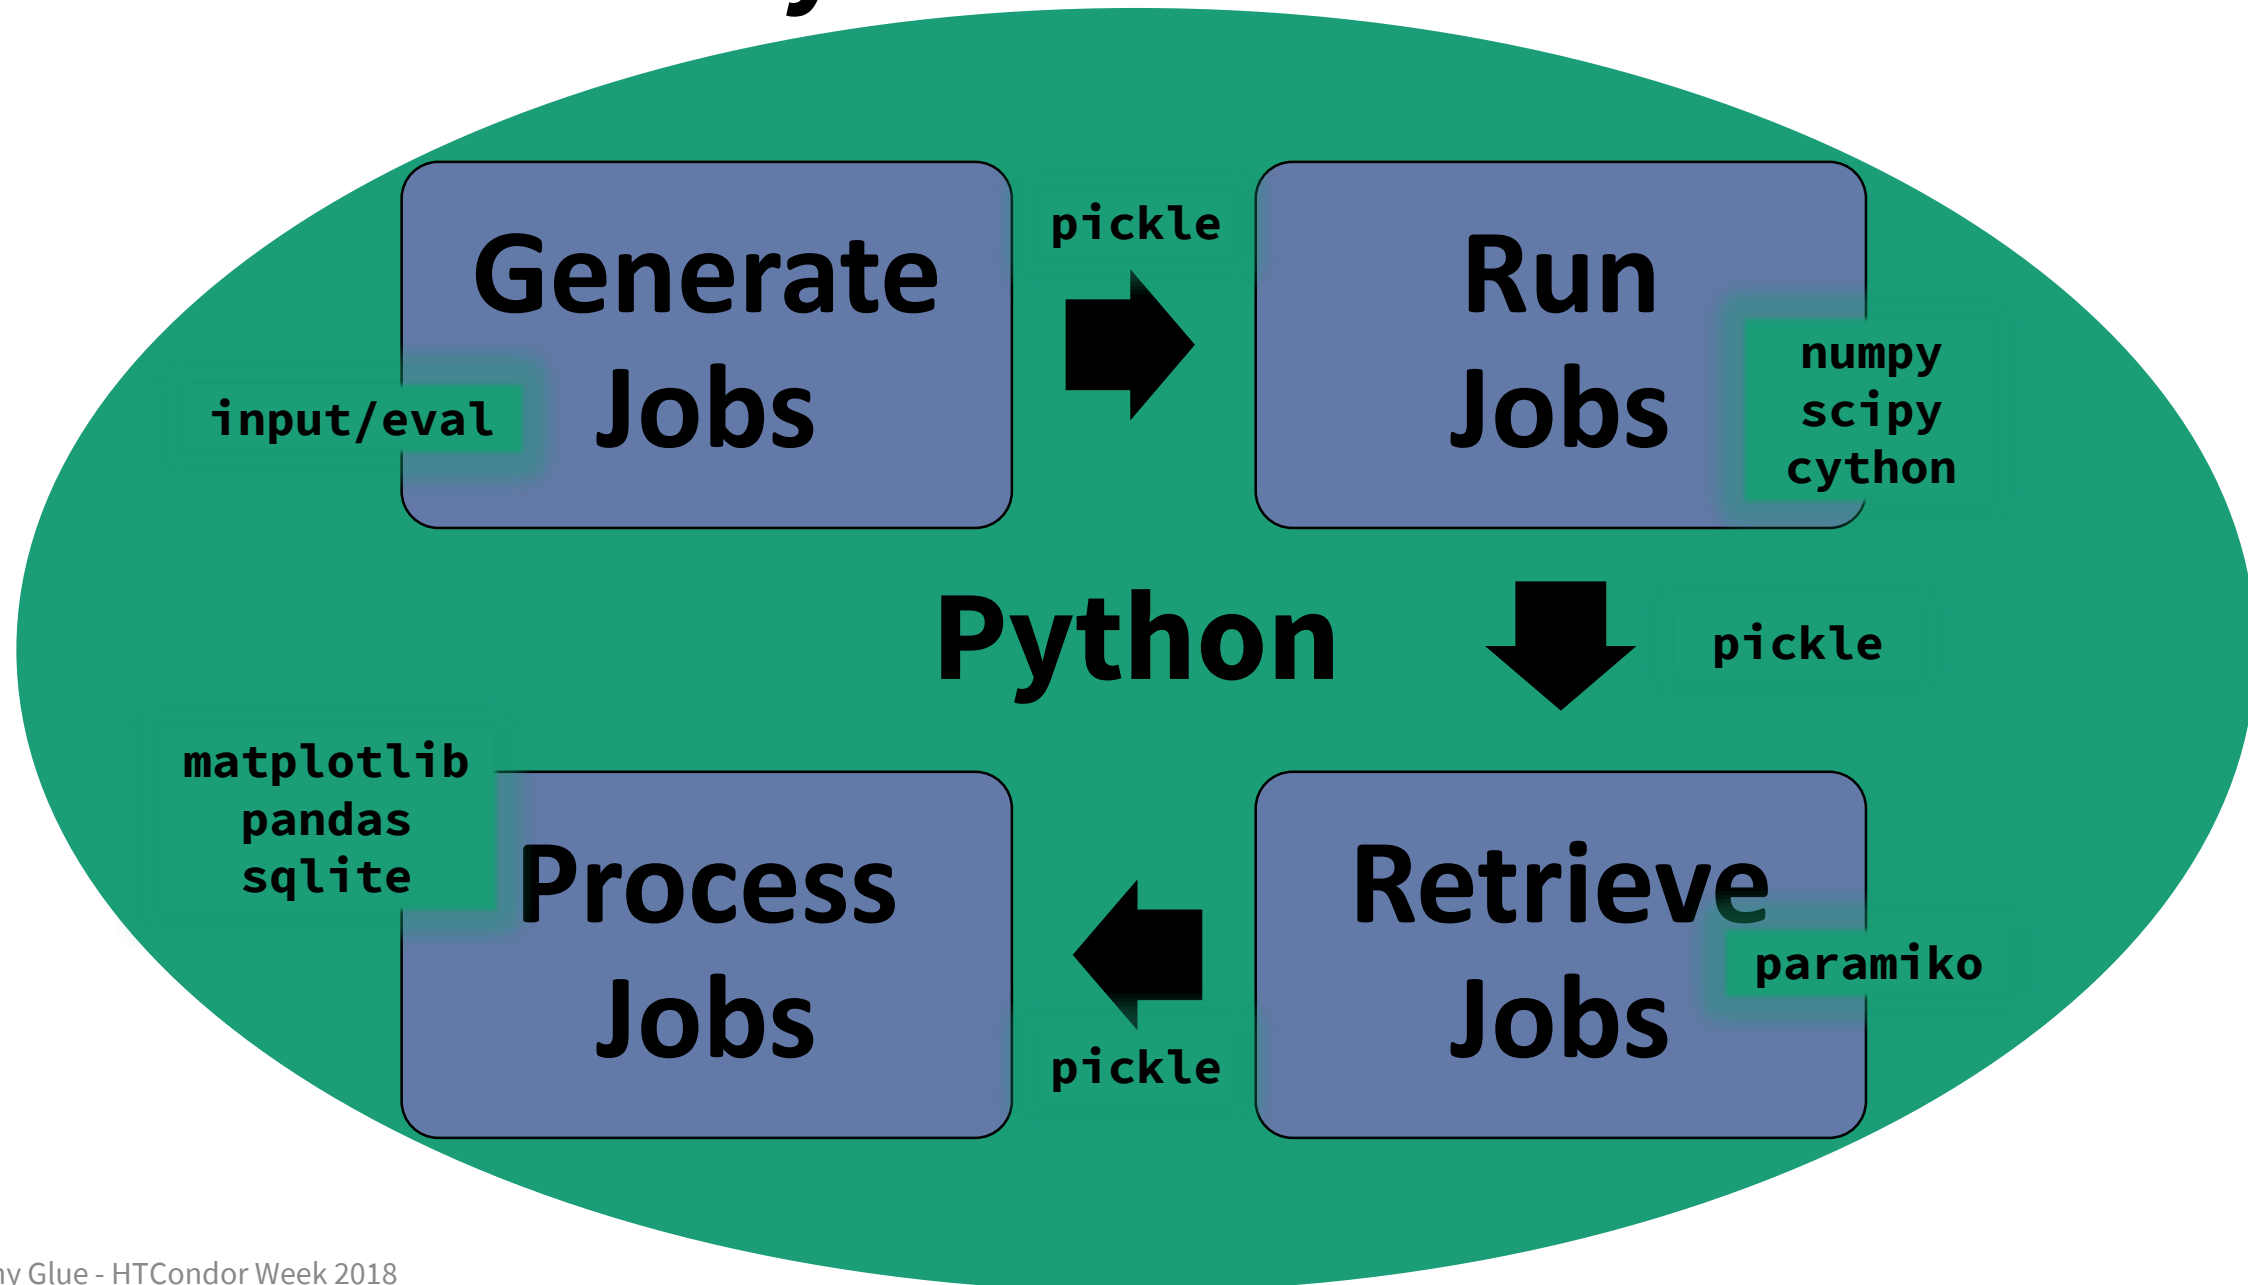 Generate
Jobs
input/eval
pickle
Run
Jobs
numpy
scipy
cython
Python
pickle
matplotlib
pandas
sqlite
Process
Jobs
pickle
Retrieve
Jobs
paramiko
Glue - HTCondor Week 2018